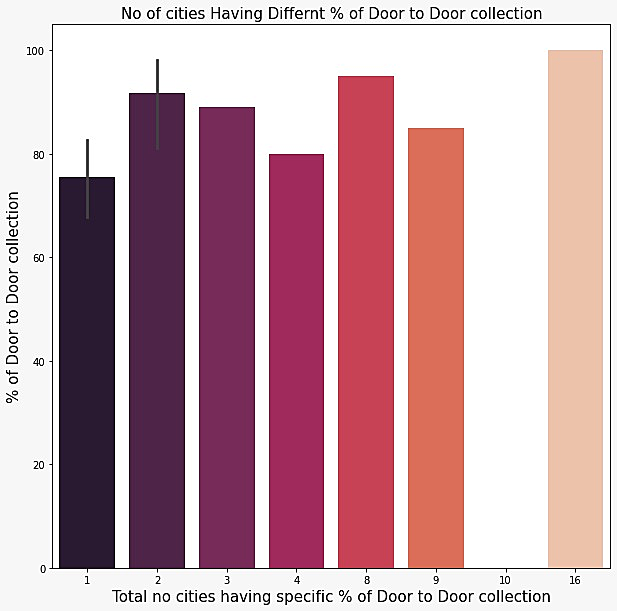 No of cities Having Differnt % of Door to Door collection
% of Door to Door collection
100
80
60
40
20
0
1 2 3 4 8 9 10 16
Total no cities having specific % of Door to Door collection